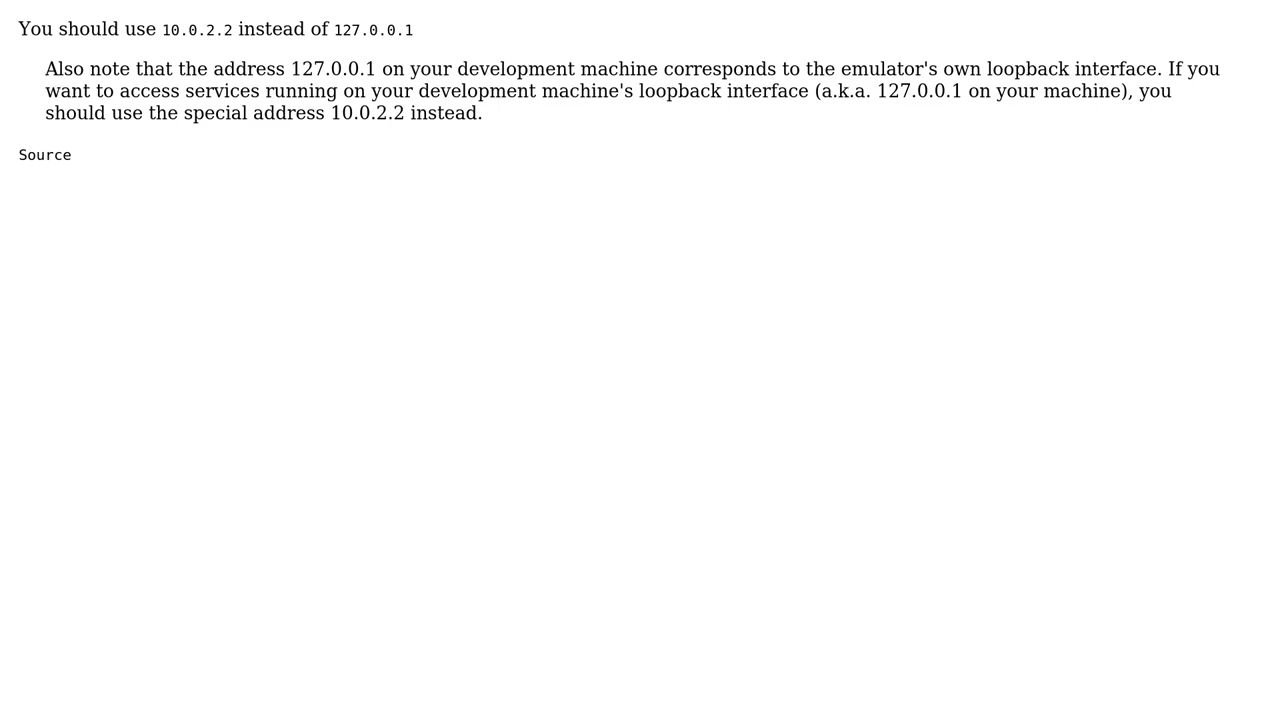 You should use 10.0.2.2 instead of 127.0.0.1
Also note that the address 127.0.0.1 on your development machine corresponds to the emulator's own loopback interface. If you
want to access services running on your development machine's loopback interface (a.k.a. 127.0.0.1 on your machine), you
should use the special address 10.0.2.2 instead.
Source